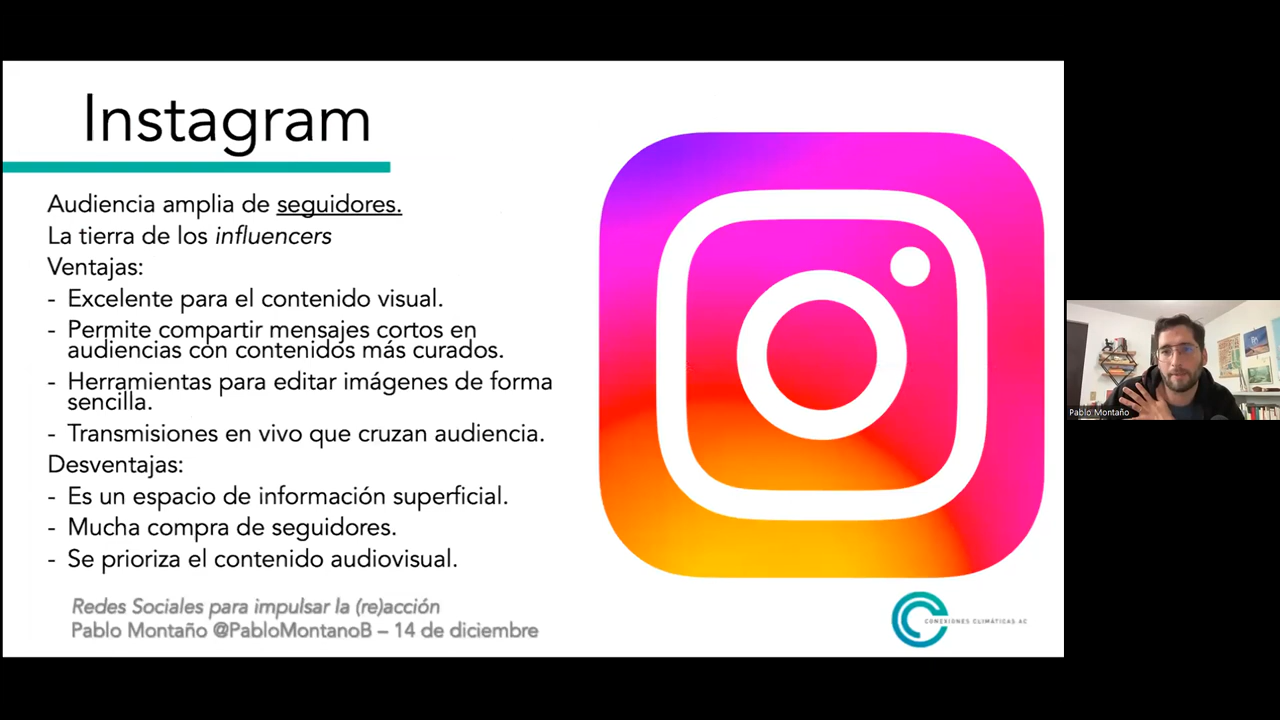 Instagram
Audiencia amplia de seguidores.
La tierra de los influencers
Ventajas:
- Excelente para el contenido visual.
- Permite compartir mensajes cortos en
audiencias con contenidos más curados.
- Herramientas para editar imágenes de forma
sencilla.
- Transmisiones en vivo que cruzan audiencia.
Desventajas:
- Es un espacio de información superficial.
- Mucha compra de seguidores.
- Se prioriza el contenido audiovisual.
Redes Sociales para impulsar la (re)acción
Pablo Montaño @PabloMontanoB – 14 de diciembre
CONEXIONES CLIMÁTICAS AC
Pablo Montaño